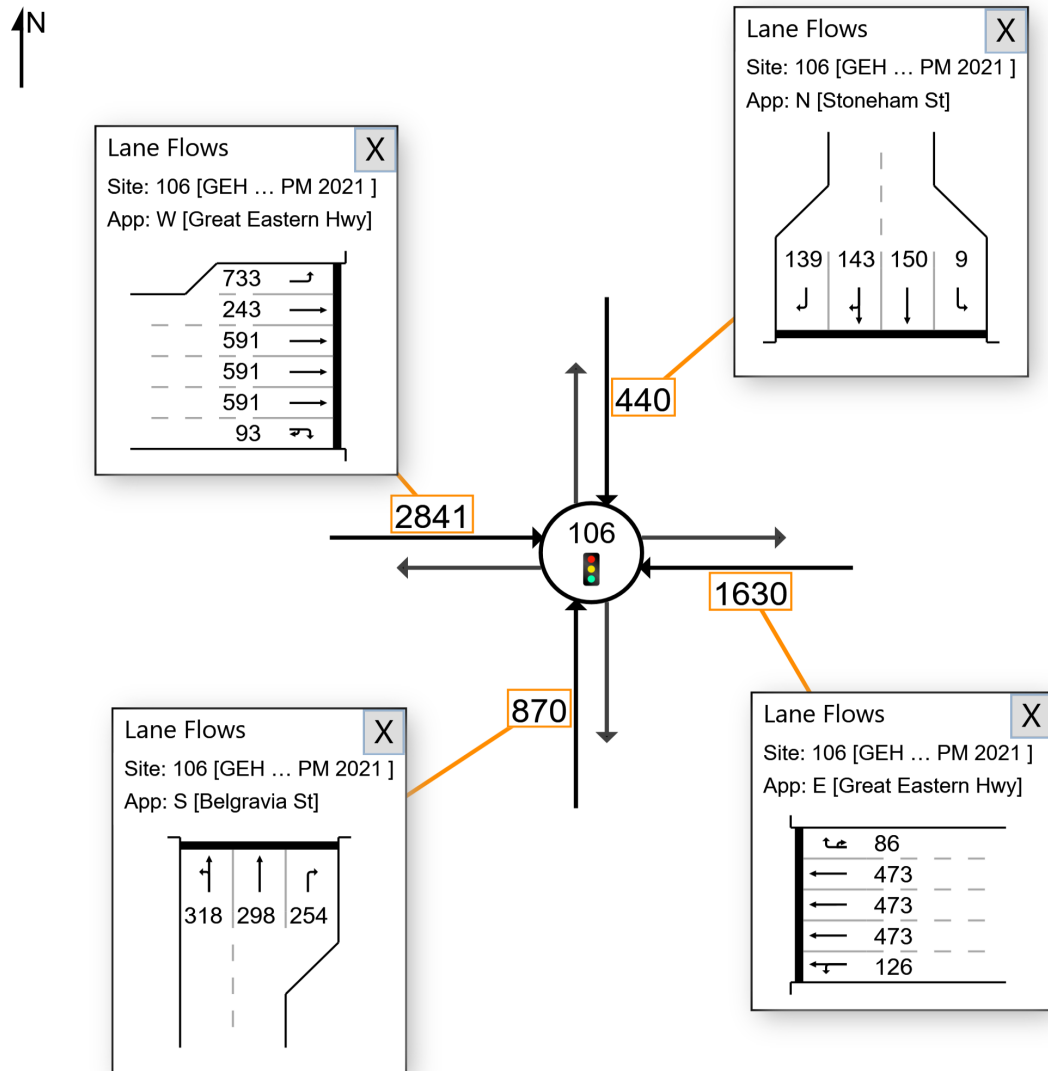 N
Lane Flows X
Site: 106 [GEH ... PM 2021 ]
App: N [Stoneham St]
139 143 150 9
Lane Flows X
Site: 106 [GEH ... PM 2021 ]
App: W [Great Eastern Hwy]
733
243
591
591
591
93
440
2841
106
1630
870
Lane Flows X
Site: 106 [GEH ... PM 2021 ]
App: S [Belgravia St]
318 298 254
Lane Flows X
Site: 106 [GEH ... PM 2021 ]
App: E [Great Eastern Hwy]
86
473
473
473
126